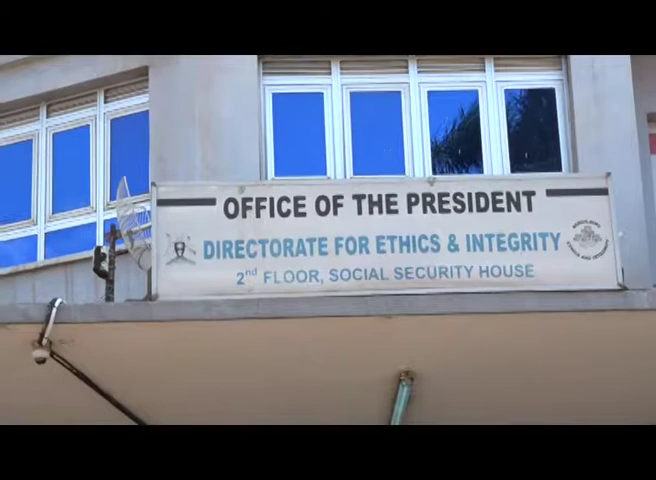 OFFICE OF THE PRESIDENT
DIRECTORATE FOR ETHICS & INTEGRITY
2nd FLOOR, SOCIAL SECURITY HOUSE